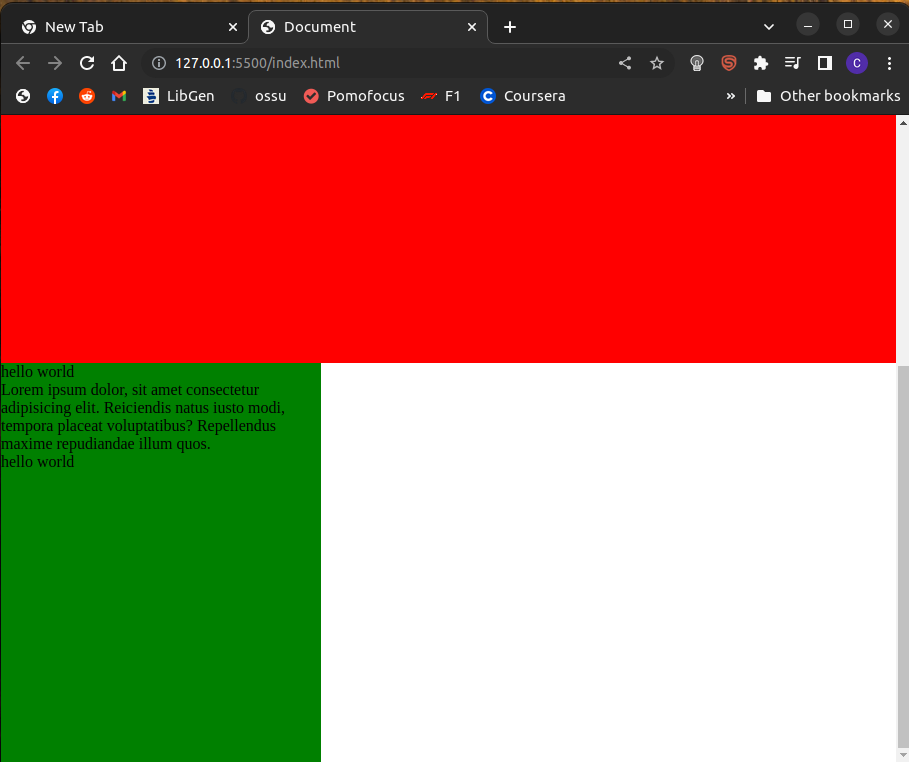 New Tab
Document
127.0.0.1:5500/index.html
C
LibGen
ossu
Pomofocus
F1
C
Coursera
»
Other bookmarks
hello world
Lorem ipsum dolor, sit amet consectetur
adipisicing elit. Reiciendis natus iusto modi,
tempora placeat voluptatibus? Repellendus
maxime repudiandae illum quos.
hello world